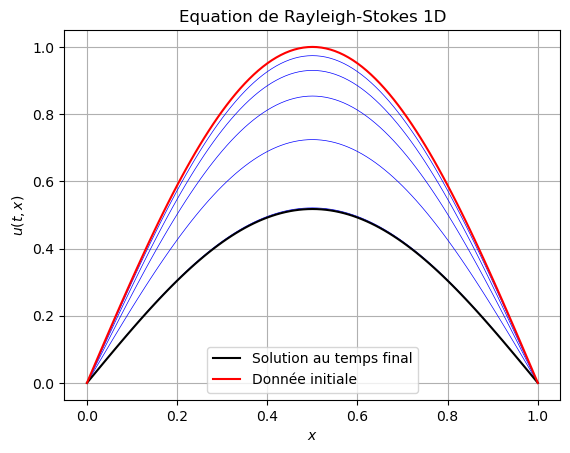 Equation de Rayleigh-Stokes 1D
u(t, x)
1.0
0.8
0.6
0.4
0.2
0.0
Solution au temps final
Donnée initiale
0.0 0.2 0.4 0.6 0.8 1.0
x